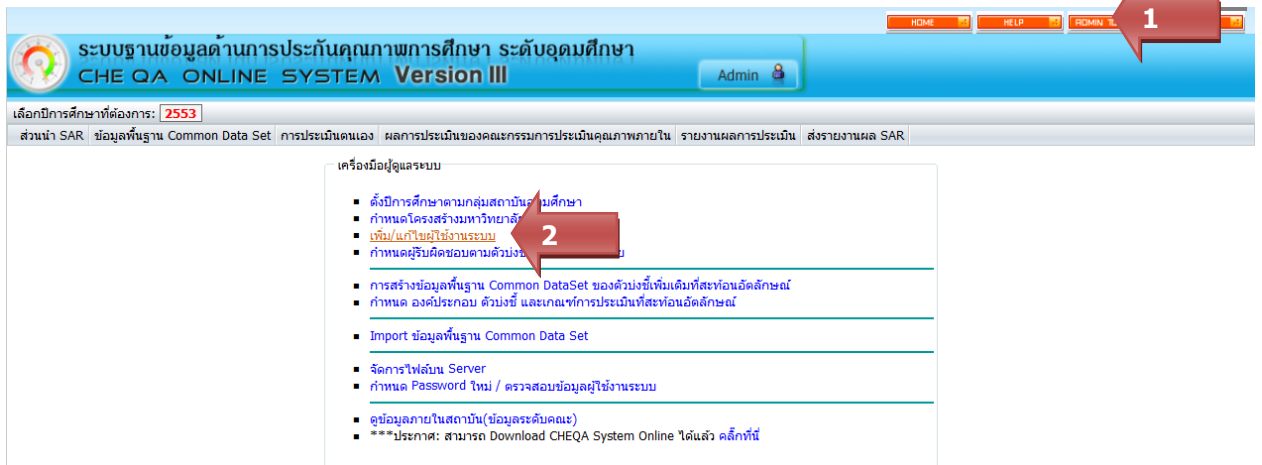 HOME HELP ADMIN 1
ระบบฐานข้อมูลด้านการประกันคุณภาพการศึกษา ระดับอุดมศึกษา
CHE QA ONLINE SYSTEM Version III
Admin
เลือกปีการศึกษาที่ต้องการ: 2553
ส่วนนำ SAR ข้อมูลพื้นฐาน Common Data Set การประเมินตนเอง ผลการประเมินของคณะกรรมการประเมินคุณภาพภายใน รายงานผลการประเมิน ส่งรายงานผล SAR
เครื่องมือผู้ดูแลระบบ
ตั้งปีการศึกษาตามกลุ่มสถาบันอุดมศึกษา
กำหนดโครงสร้างมหาวิทยาลัย
เพิ่ม/แก้ไขผู้ใช้งานระบบ 2
กำหนดผู้รับผิดชอบตามตัวบ่งชี้
การสร้างข้อมูลพื้นฐาน Common DataSet ของตัวบ่งชี้เพิ่มเติมที่สะท้อนอัตลักษณ์
กำหนด องค์ประกอบ ตัวบ่งชี้ และเกณฑ์การประเมินที่สะท้อนอัตลักษณ์
Import ข้อมูลพื้นฐาน Common Data Set
จัดการไฟล์บน Server
กำหนด Password ใหม่ / ตรวจสอบข้อมูลผู้ใช้งานระบบ
ดูข้อมูลภายในสถาบัน(ข้อมูลระดับคณะ)
***ประกาศ: สามารถ Download CHEQA System Online ได้แล้ว คลิ๊กที่นี่